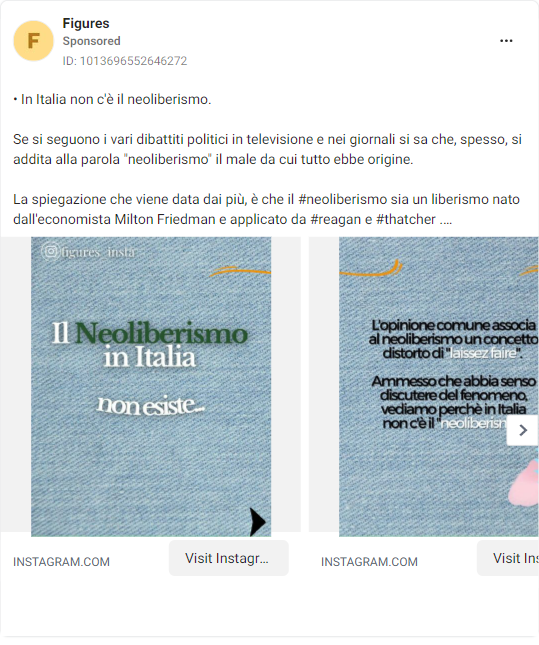 F
Figures
Sponsored
ID: 1013696552646272
• In Italia non c'è il neoliberismo.
Se si seguono i vari dibattiti politici in televisione e nei giornali si sa che, spesso, si
addita alla parola "neoliberismo" il male da cui tutto ebbe origine.
La spiegazione che viene data dai più, è che il #neoliberismo sia un liberismo nato
dall'economista Milton Friedman e applicato da #reagan e #thatcher ....
figures_insta
Il Neoliberismo
in Italia
non esiste...
L'opinione comune associa
al neoliberismo un concetto
distorto di "laissez faire".
Ammesso che abbia senso
discutere del fenomeno,
vediamo perchè in Italia
non c'è il "neoliberism
INSTAGRAM.COM
Visit Instagr...
INSTAGRAM.COM
Visit Ins